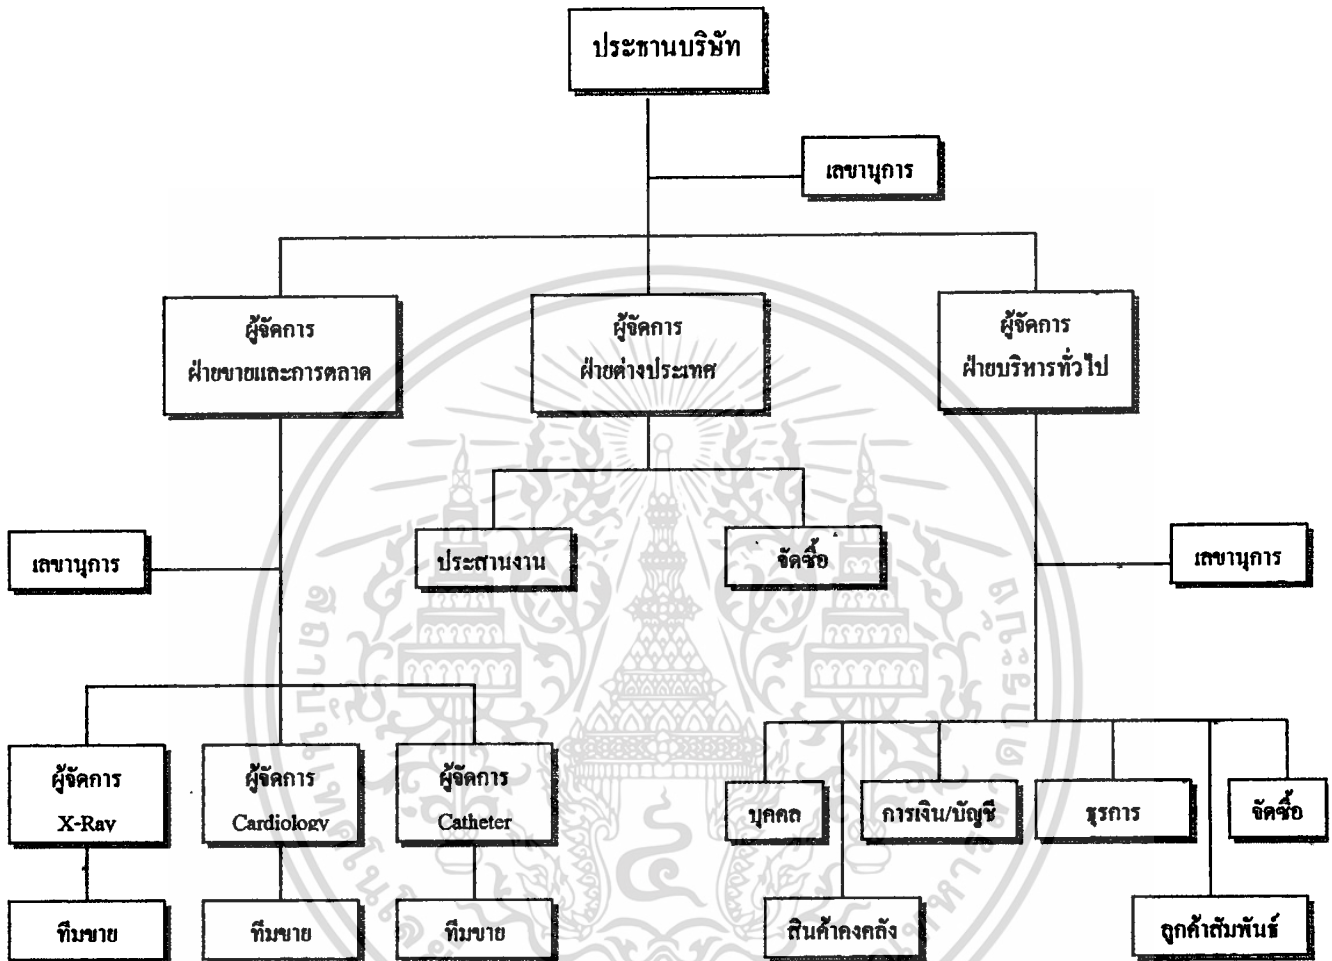 ประธานบริษัท
เลขานุการ
ผู้จัดการ
ฝ่ายขายและการตลาด
ผู้จัดการ
ฝ่ายต่างประเทศ
ผู้จัดการ
ฝ่ายบริหารทั่วไป
เลขานุการ
ประสานงาน
จัดซื้อ
เลขานุการ
ผู้จัดการ
X-Ray
ผู้จัดการ
Cardiology
ผู้จัดการ
Catheter
บุคคล
การเงิน/บัญชี
ธุรการ
จัดซื้อ
ทีมขาย
ทีมขาย
ทีมขาย
สินค้าคงคลัง
ลูกค้าสัมพันธ์